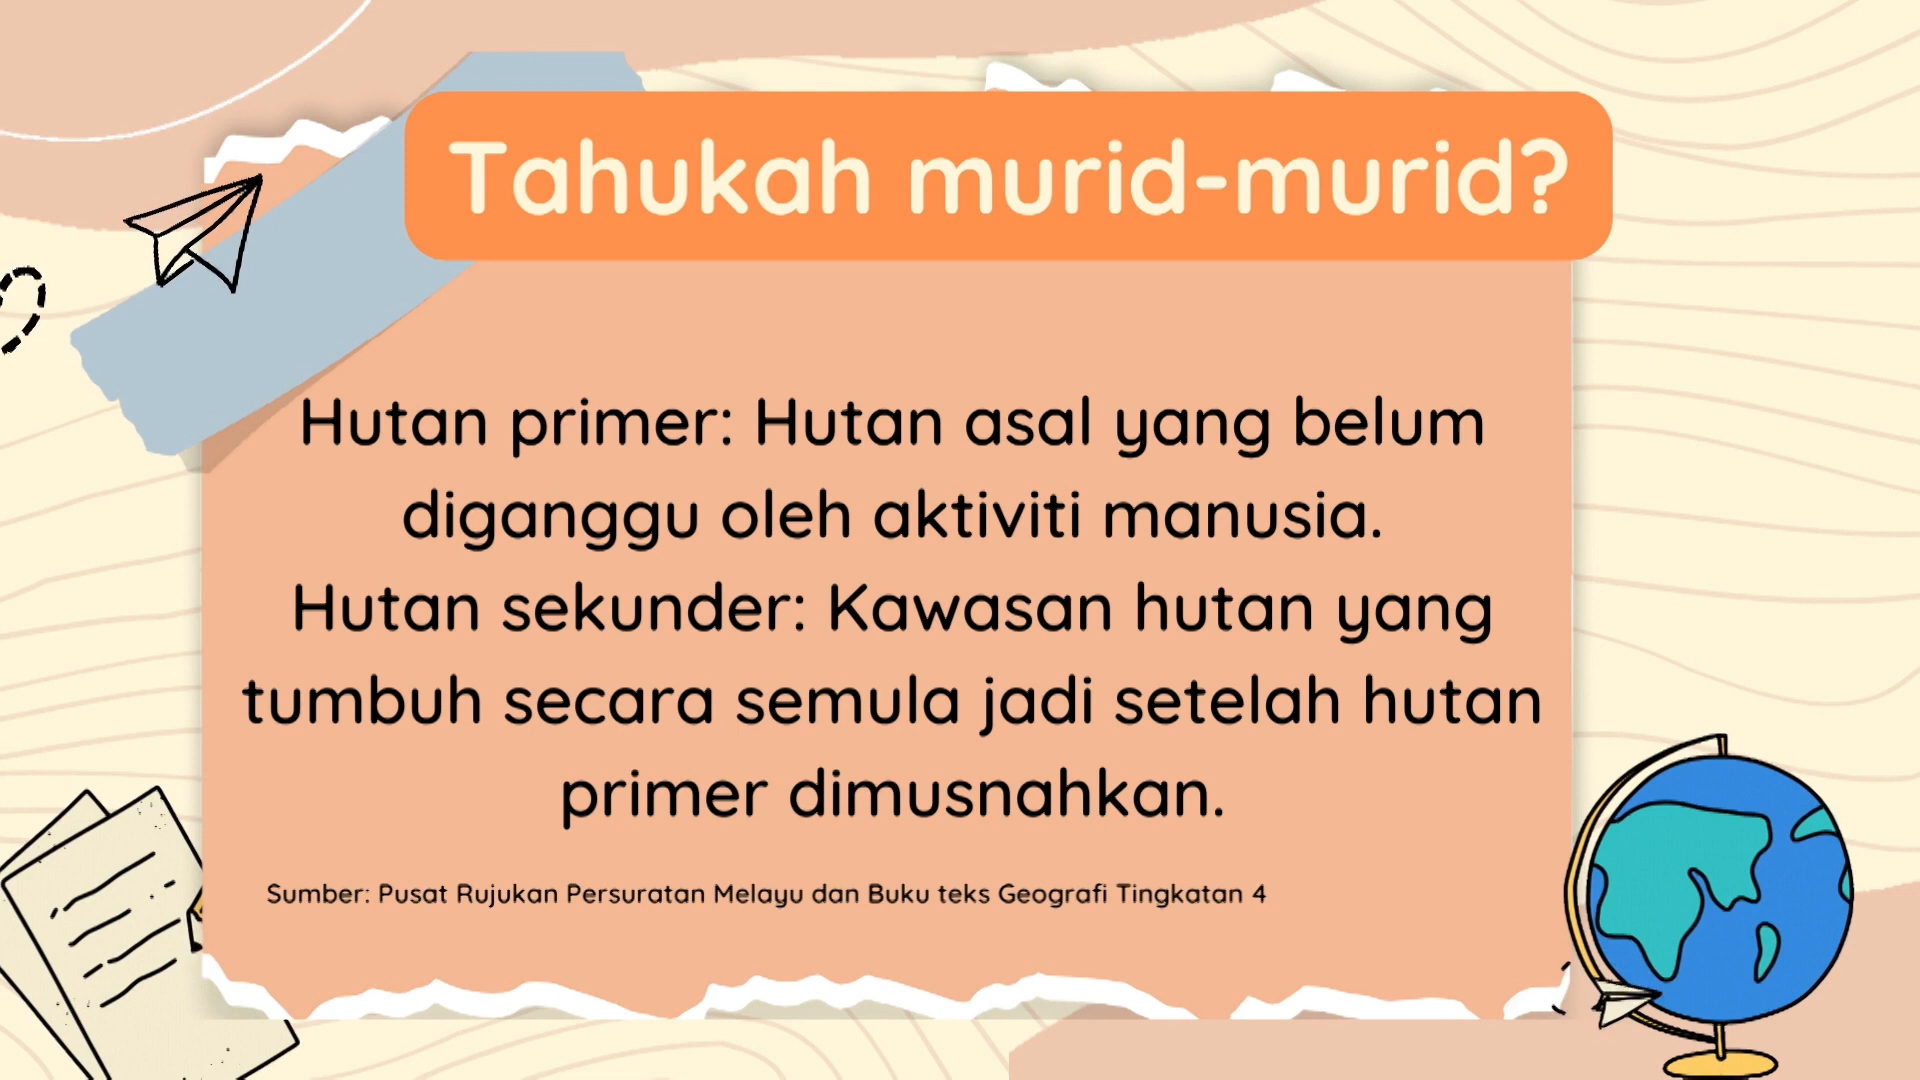 Tahukah murid-murid?
Hutan primer: Hutan asal yang belum
diganggu oleh aktiviti manusia.
Hutan sekunder: Kawasan hutan yang
tumbuh secara semula jadi setelah hutan
primer dimusnahkan.
Sumber: Pusat Rujukan Persuratan Melayu dan Buku teks Geografi Tingkatan 4